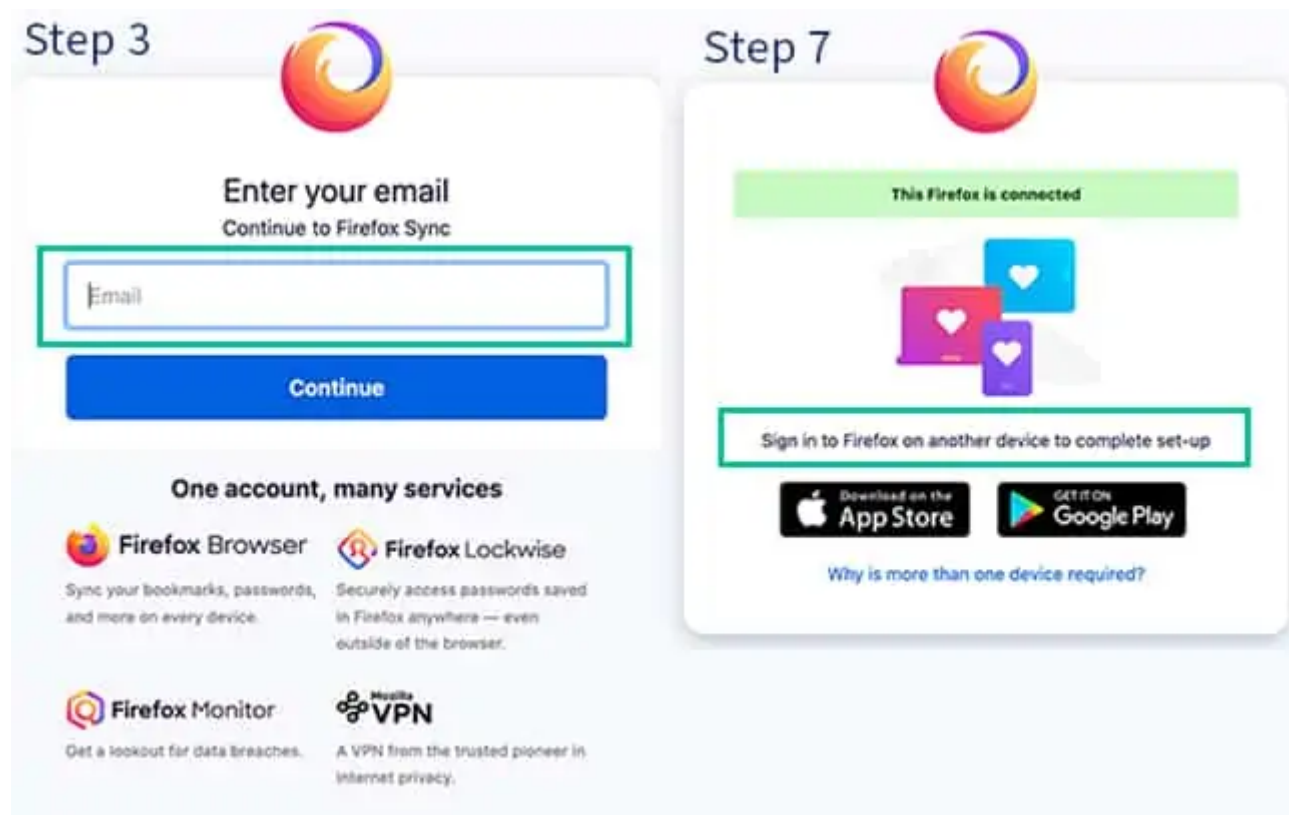 Step 3
Enter your email
Continue to Firefox Sync
Email
Continue
One account, many services
Firefox Browser
Sync your bookmarks, passwords,
and more on every device.
Firefox Lockwise
Securely access passwords saved
in Firefox anywhere — even
outside of the browser.
Firefox Monitor
Get a lookout for data breaches.
Mozilla
VPN
A VPN from the trusted pioneer in
internet privacy.
Step 7
This Firefox is connected
Sign in to Firefox on another device to complete set-up
Download on the
App Store
GET IT ON
Google Play
Why is more than one device required?